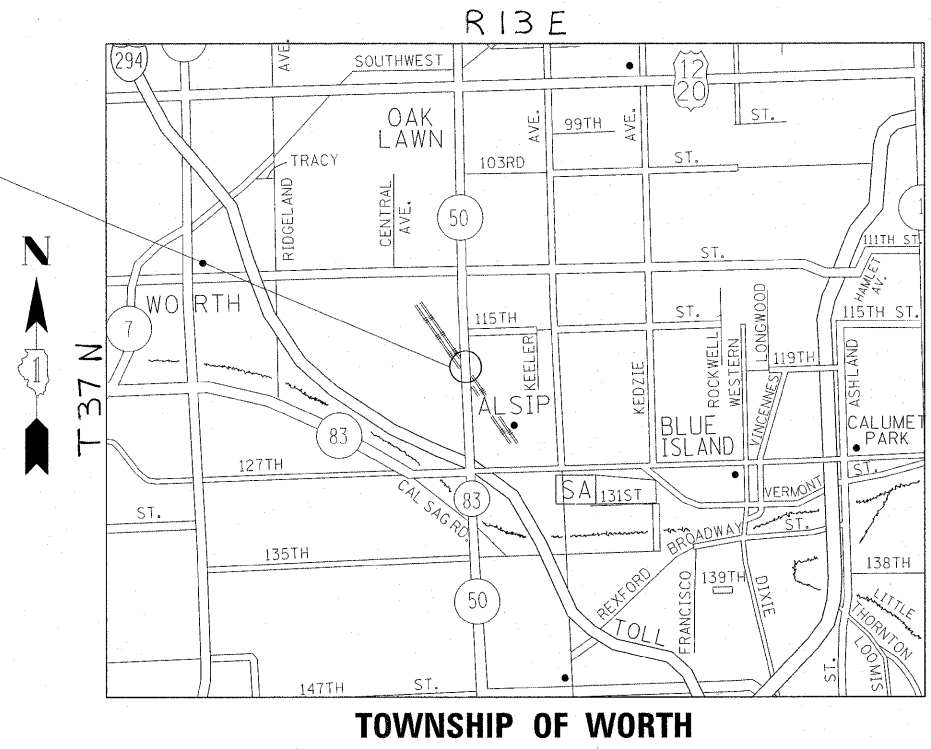 R 13 E
294
AVE.
SOUTHWEST
12
20
OAK
LAWN
AVE.
99TH
AVE.
ST.
TRACY
103RD
ST.
RIDGELAND
CENTRAL
AVE.
50
1
111TH ST.
ST.
HAMLET
AV.
N
WORTH
7
1
T 37 N
115TH
ST.
LONGWOOD
115TH ST.
KEELER
KEDZIE
ROCKWELL
WESTERN
119TH
VINCENNES
ASHLAND
ALSIP
BLUE
ISLAND
CALUMET
PARK
83
127TH
ST.
CAL SAG RD.
83
SA
131ST
VERMONT
ST.
BROADWAY
ST.
135TH
138TH
50
REXFORD
FRANCISCO
139TH
DIXIE
LITTLE
THORNTON
TOLL
LOOMIS
ST.
147TH
ST.
TOWNSHIP OF WORTH